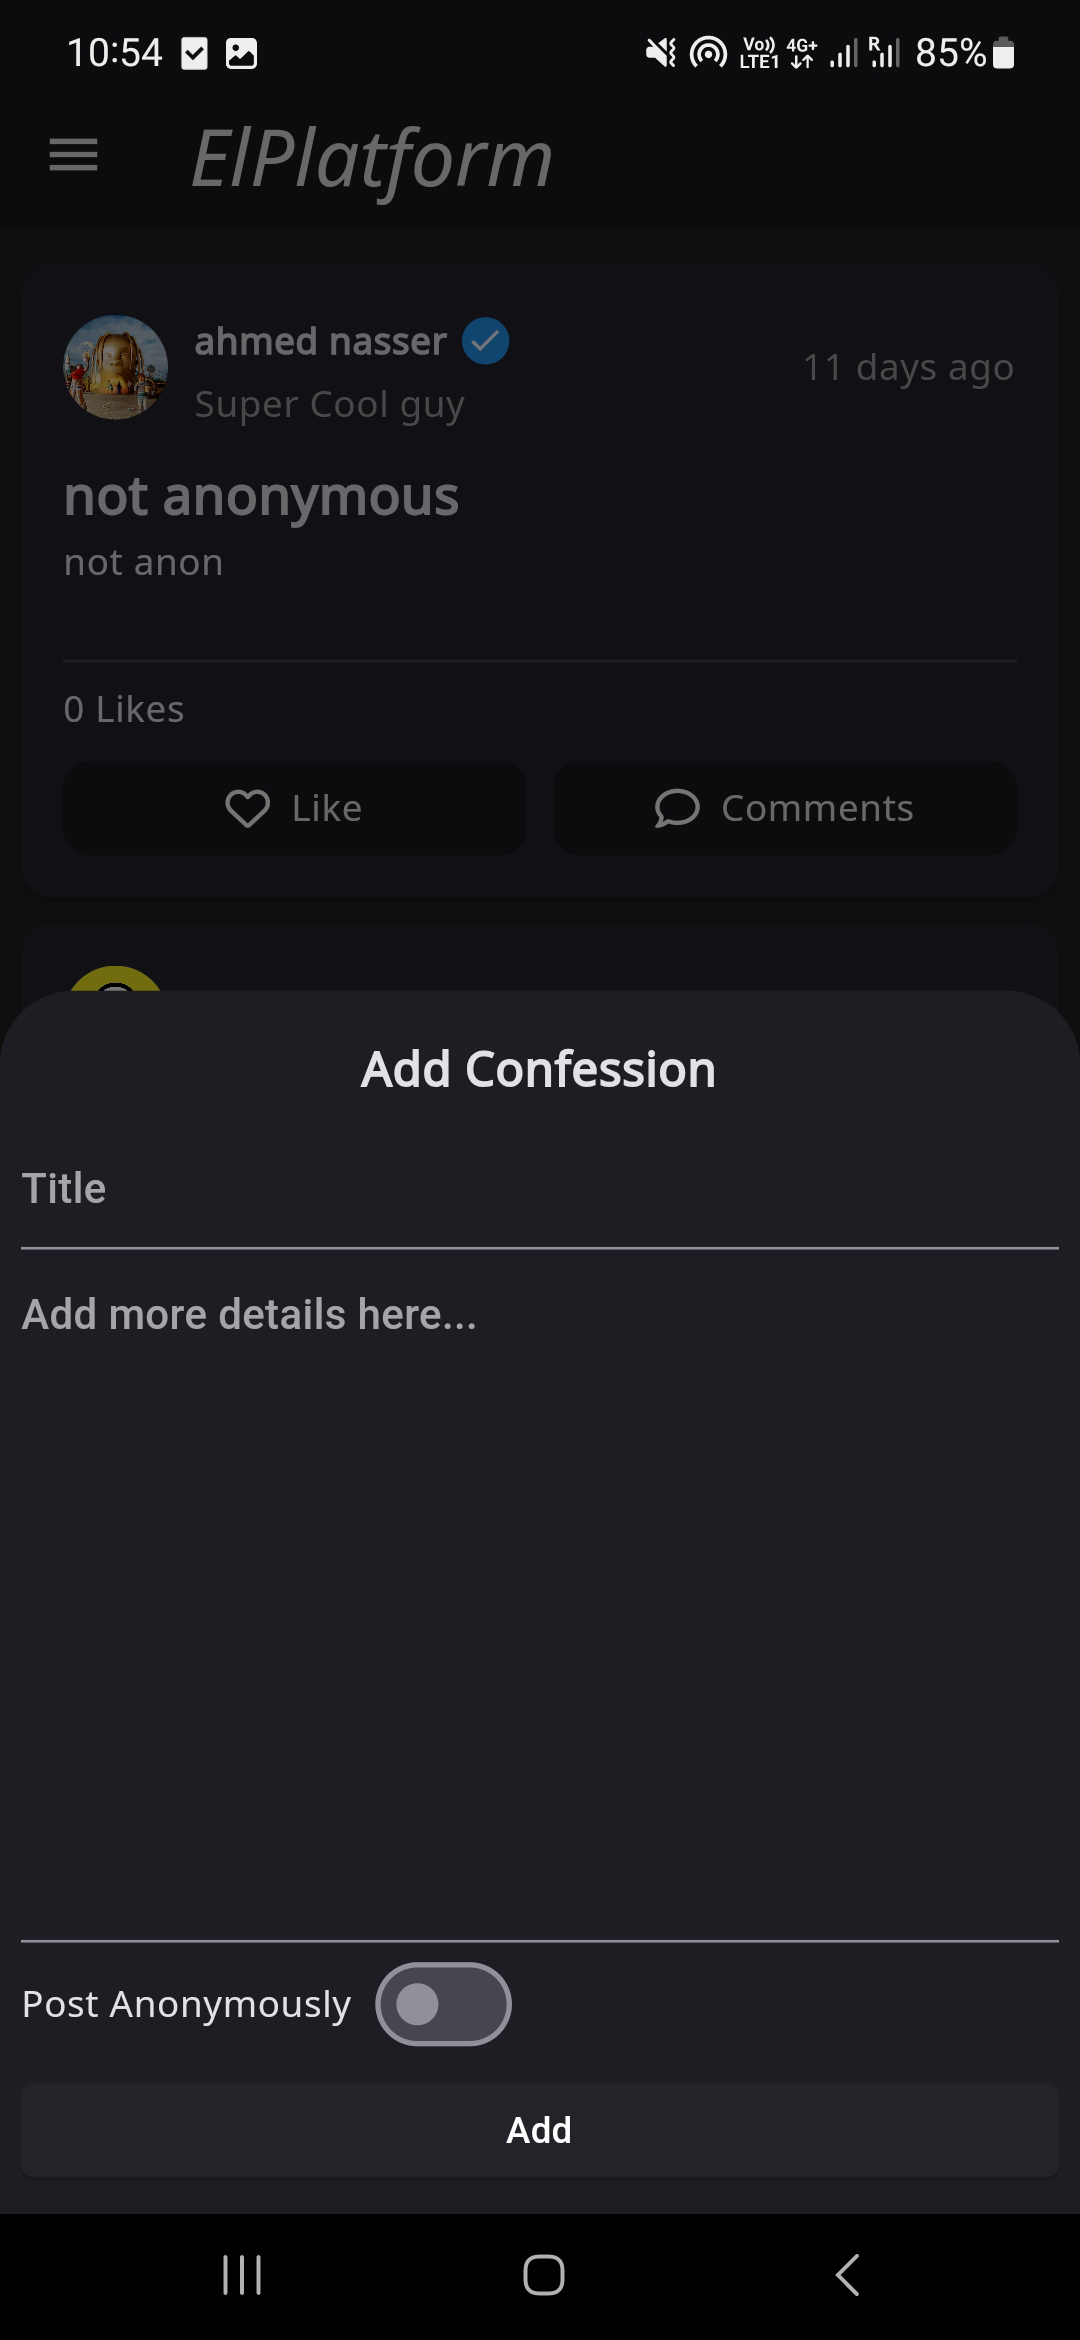 10:54 Vo)) LTE1 4G+ R 85%
ElPlatform
ahmed nasser
11 days ago
Super Cool guy
not anonymous
not anon
0 Likes
Like Comments
Add Confession
Title
Add more details here...
Post Anonymously
Add